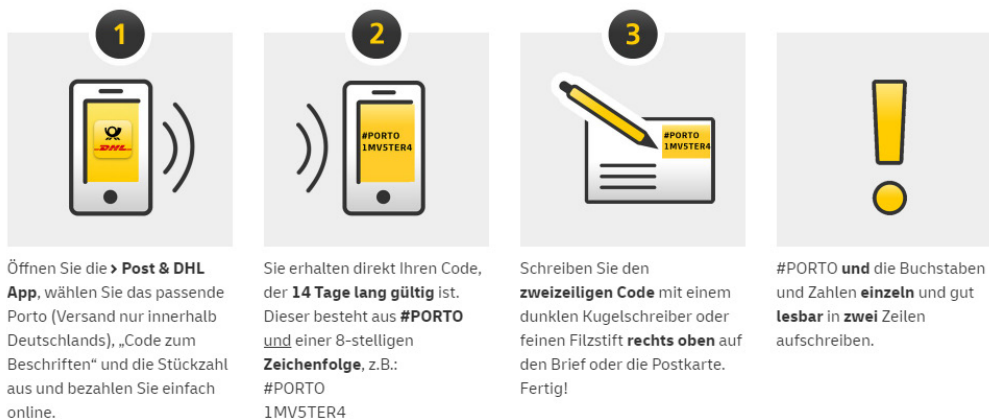 1
2
3
DHL
#PORTO
1MV5TER4
#PORTO
1MV5TER4
Öffnen Sie die › Post & DHL
App, wählen Sie das passende
Porto (Versand nur innerhalb
Deutschlands), „Code zum
Beschriften“ und die Stückzahl
aus und bezahlen Sie einfach
online.
Sie erhalten direkt Ihren Code,
der 14 Tage lang gültig ist.
Dieser besteht aus #PORTO
und einer 8-stelligen
Zeichenfolge, z.B.:
#PORTO
1MV5TER4
Schreiben Sie den
zweizeiligen Code mit einem
dunklen Kugelschreiber oder
feinen Filzstift rechts oben auf
den Brief oder die Postkarte.
Fertig!
#PORTO und die Buchstaben
und Zahlen einzeln und gut
lesbar in zwei Zeilen
aufschreiben.